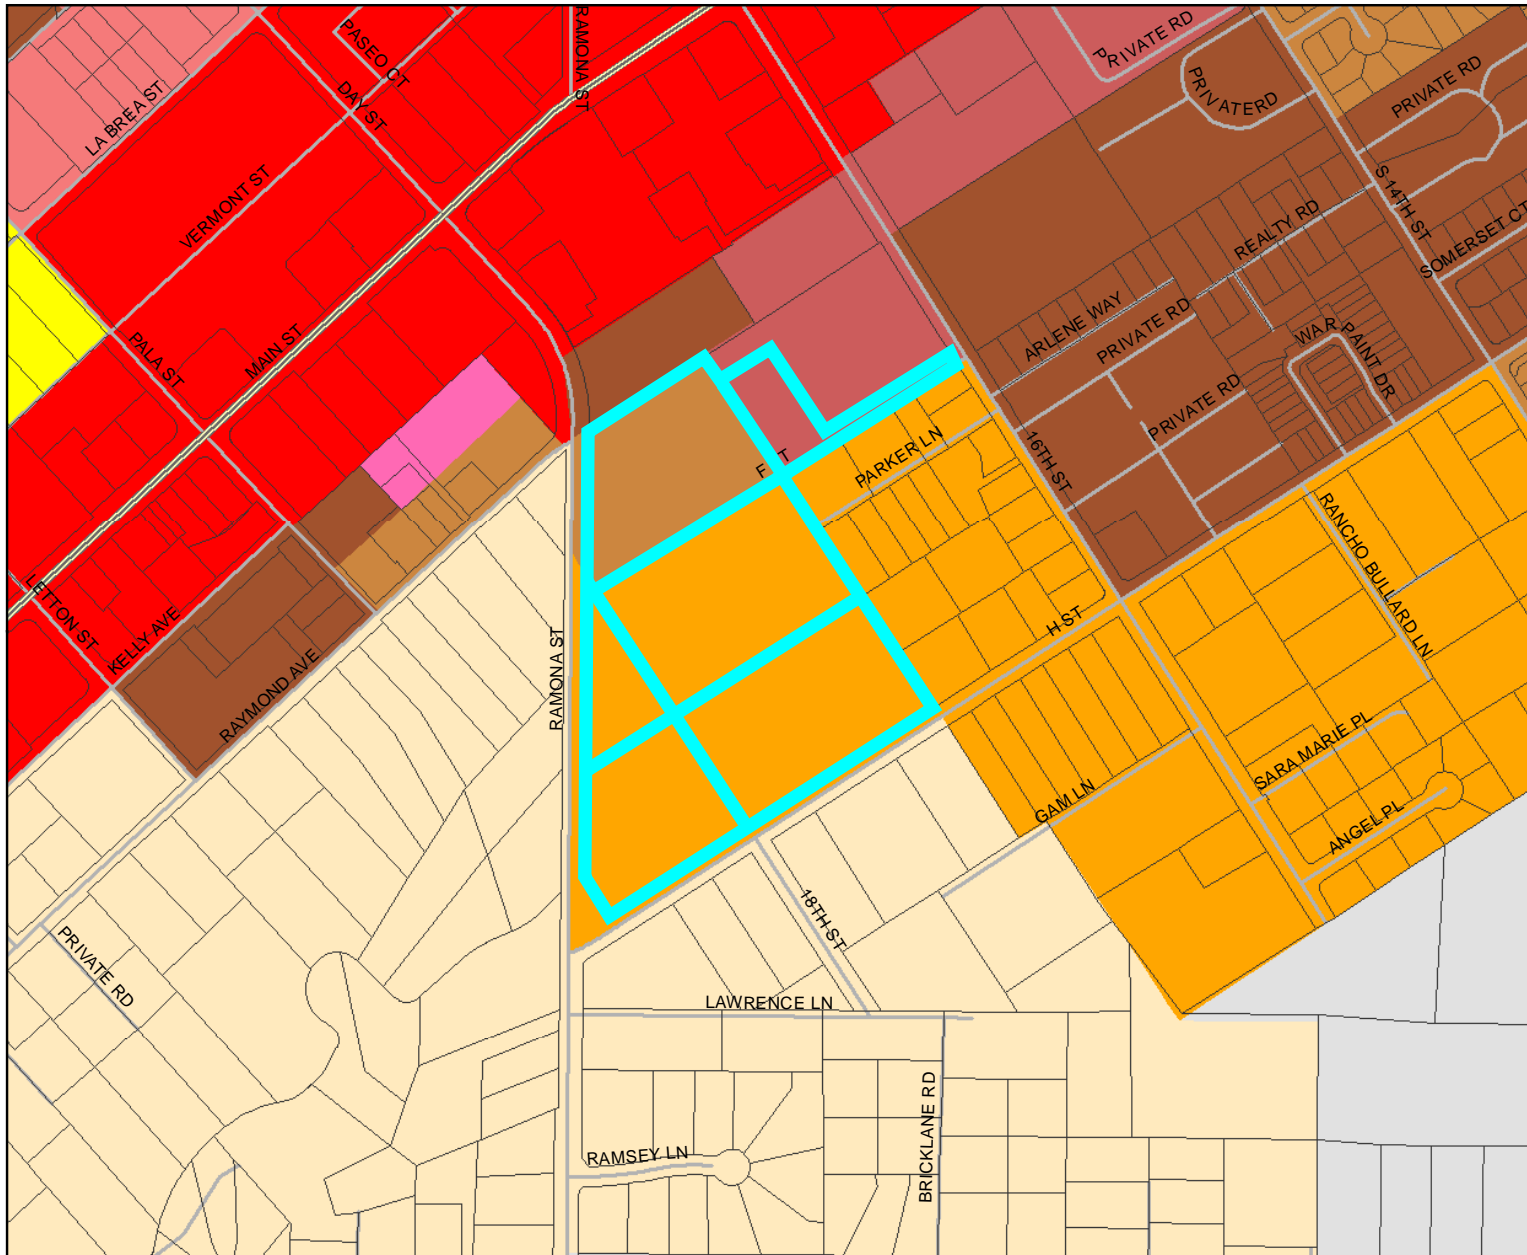 RAMONA ST
PASEO CT
PRIVATE RD
DAY ST
LA BREA ST
PRIVATERD
PRIVATE RD
VERMONT ST
S 14TH ST
REALTY RD
SOMERSET CT
ARLENE WAY
PRIVATE RD
WAR PAINT DR
PALA ST
MAIN ST
PRIVATE RD
PARKER LN
16TH ST
RANCHO BULLARD LN
LETTON ST
KELLY AVE
H ST
RAMONA ST
RAYMOND AVE
SARA MARIE PL
GAM LN
ANGEL PL
18TH ST
PRIVATE RD
LAWRENCE LN
BRICKLANE RD
RAMSEY LN